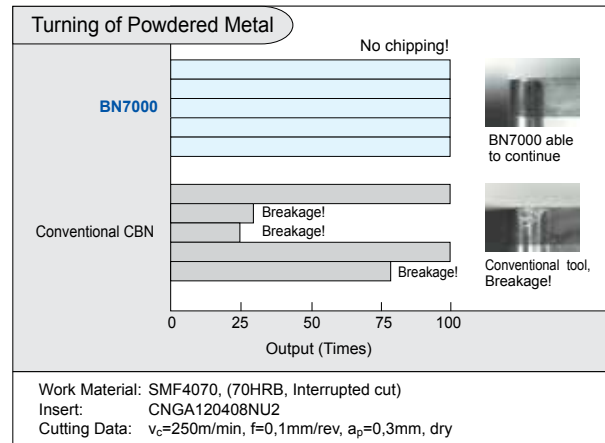 Turning of Powdered Metal
No chipping!
BN7000
BN7000 able
to continue
Conventional CBN
Breakage!
Breakage!
Breakage!
Conventional tool,
Breakage!
0 25 50 75 100
Output (Times)
Work Material: SMF4070, (70HRB, Interrupted cut)
Insert: CNGA120408NU2
Cutting Data: vc=250m/min, f=0,1mm/rev, ap=0,3mm, dry